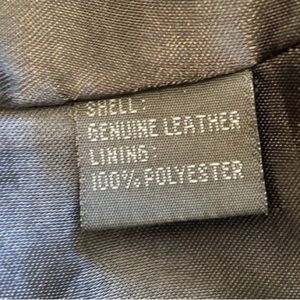 SHELL:
GENUINE LEATHER
LINING:
100% POLYESTER